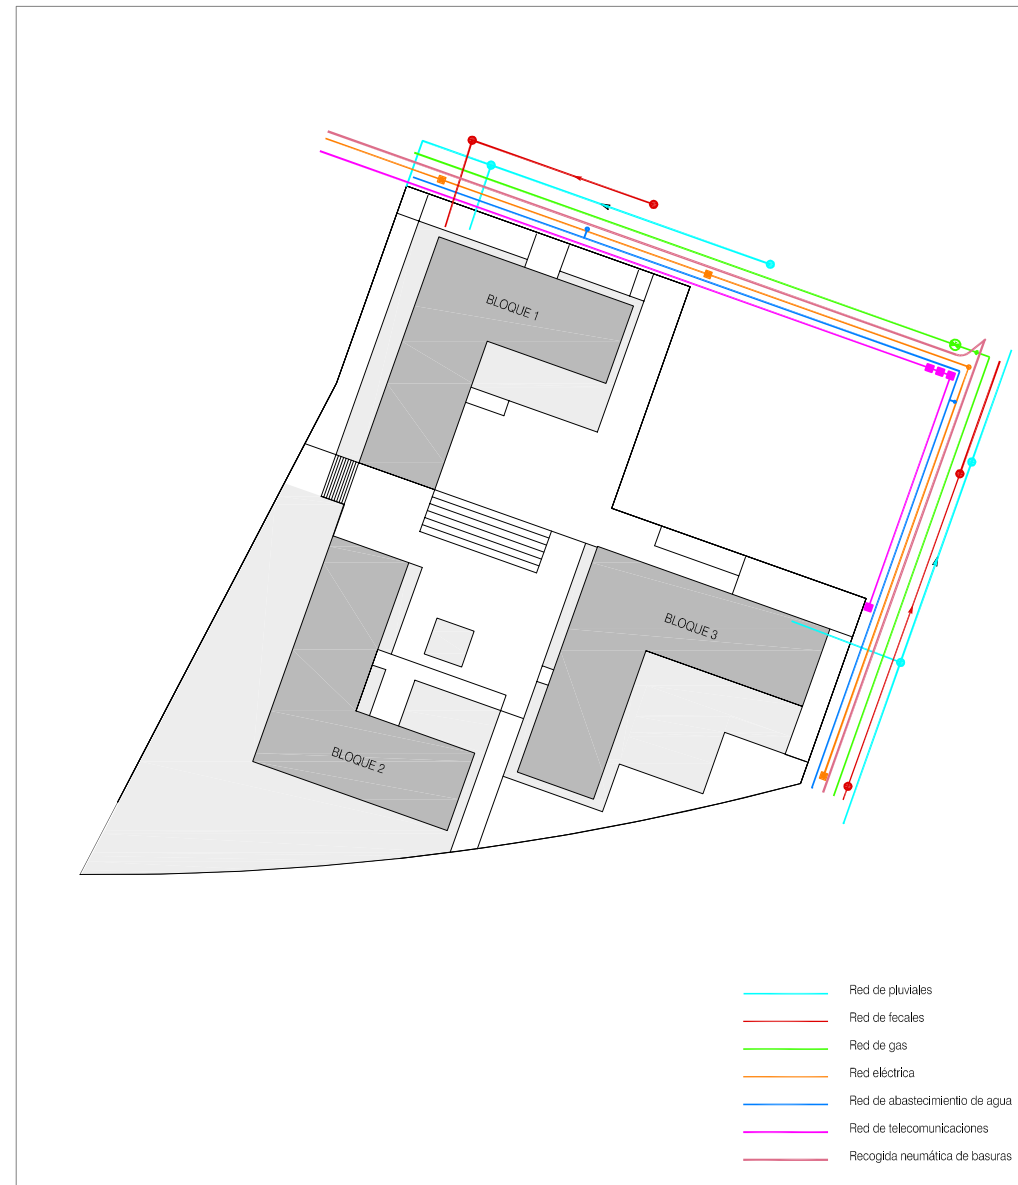 BLOQUE 1
BLOQUE 3
BLOQUE 2
Red de pluviales
Red de fecales
Red de gas
Red eléctrica
Red de abastecimientio de agua
Red de telecomunicaciones
Recogida neumática de basuras